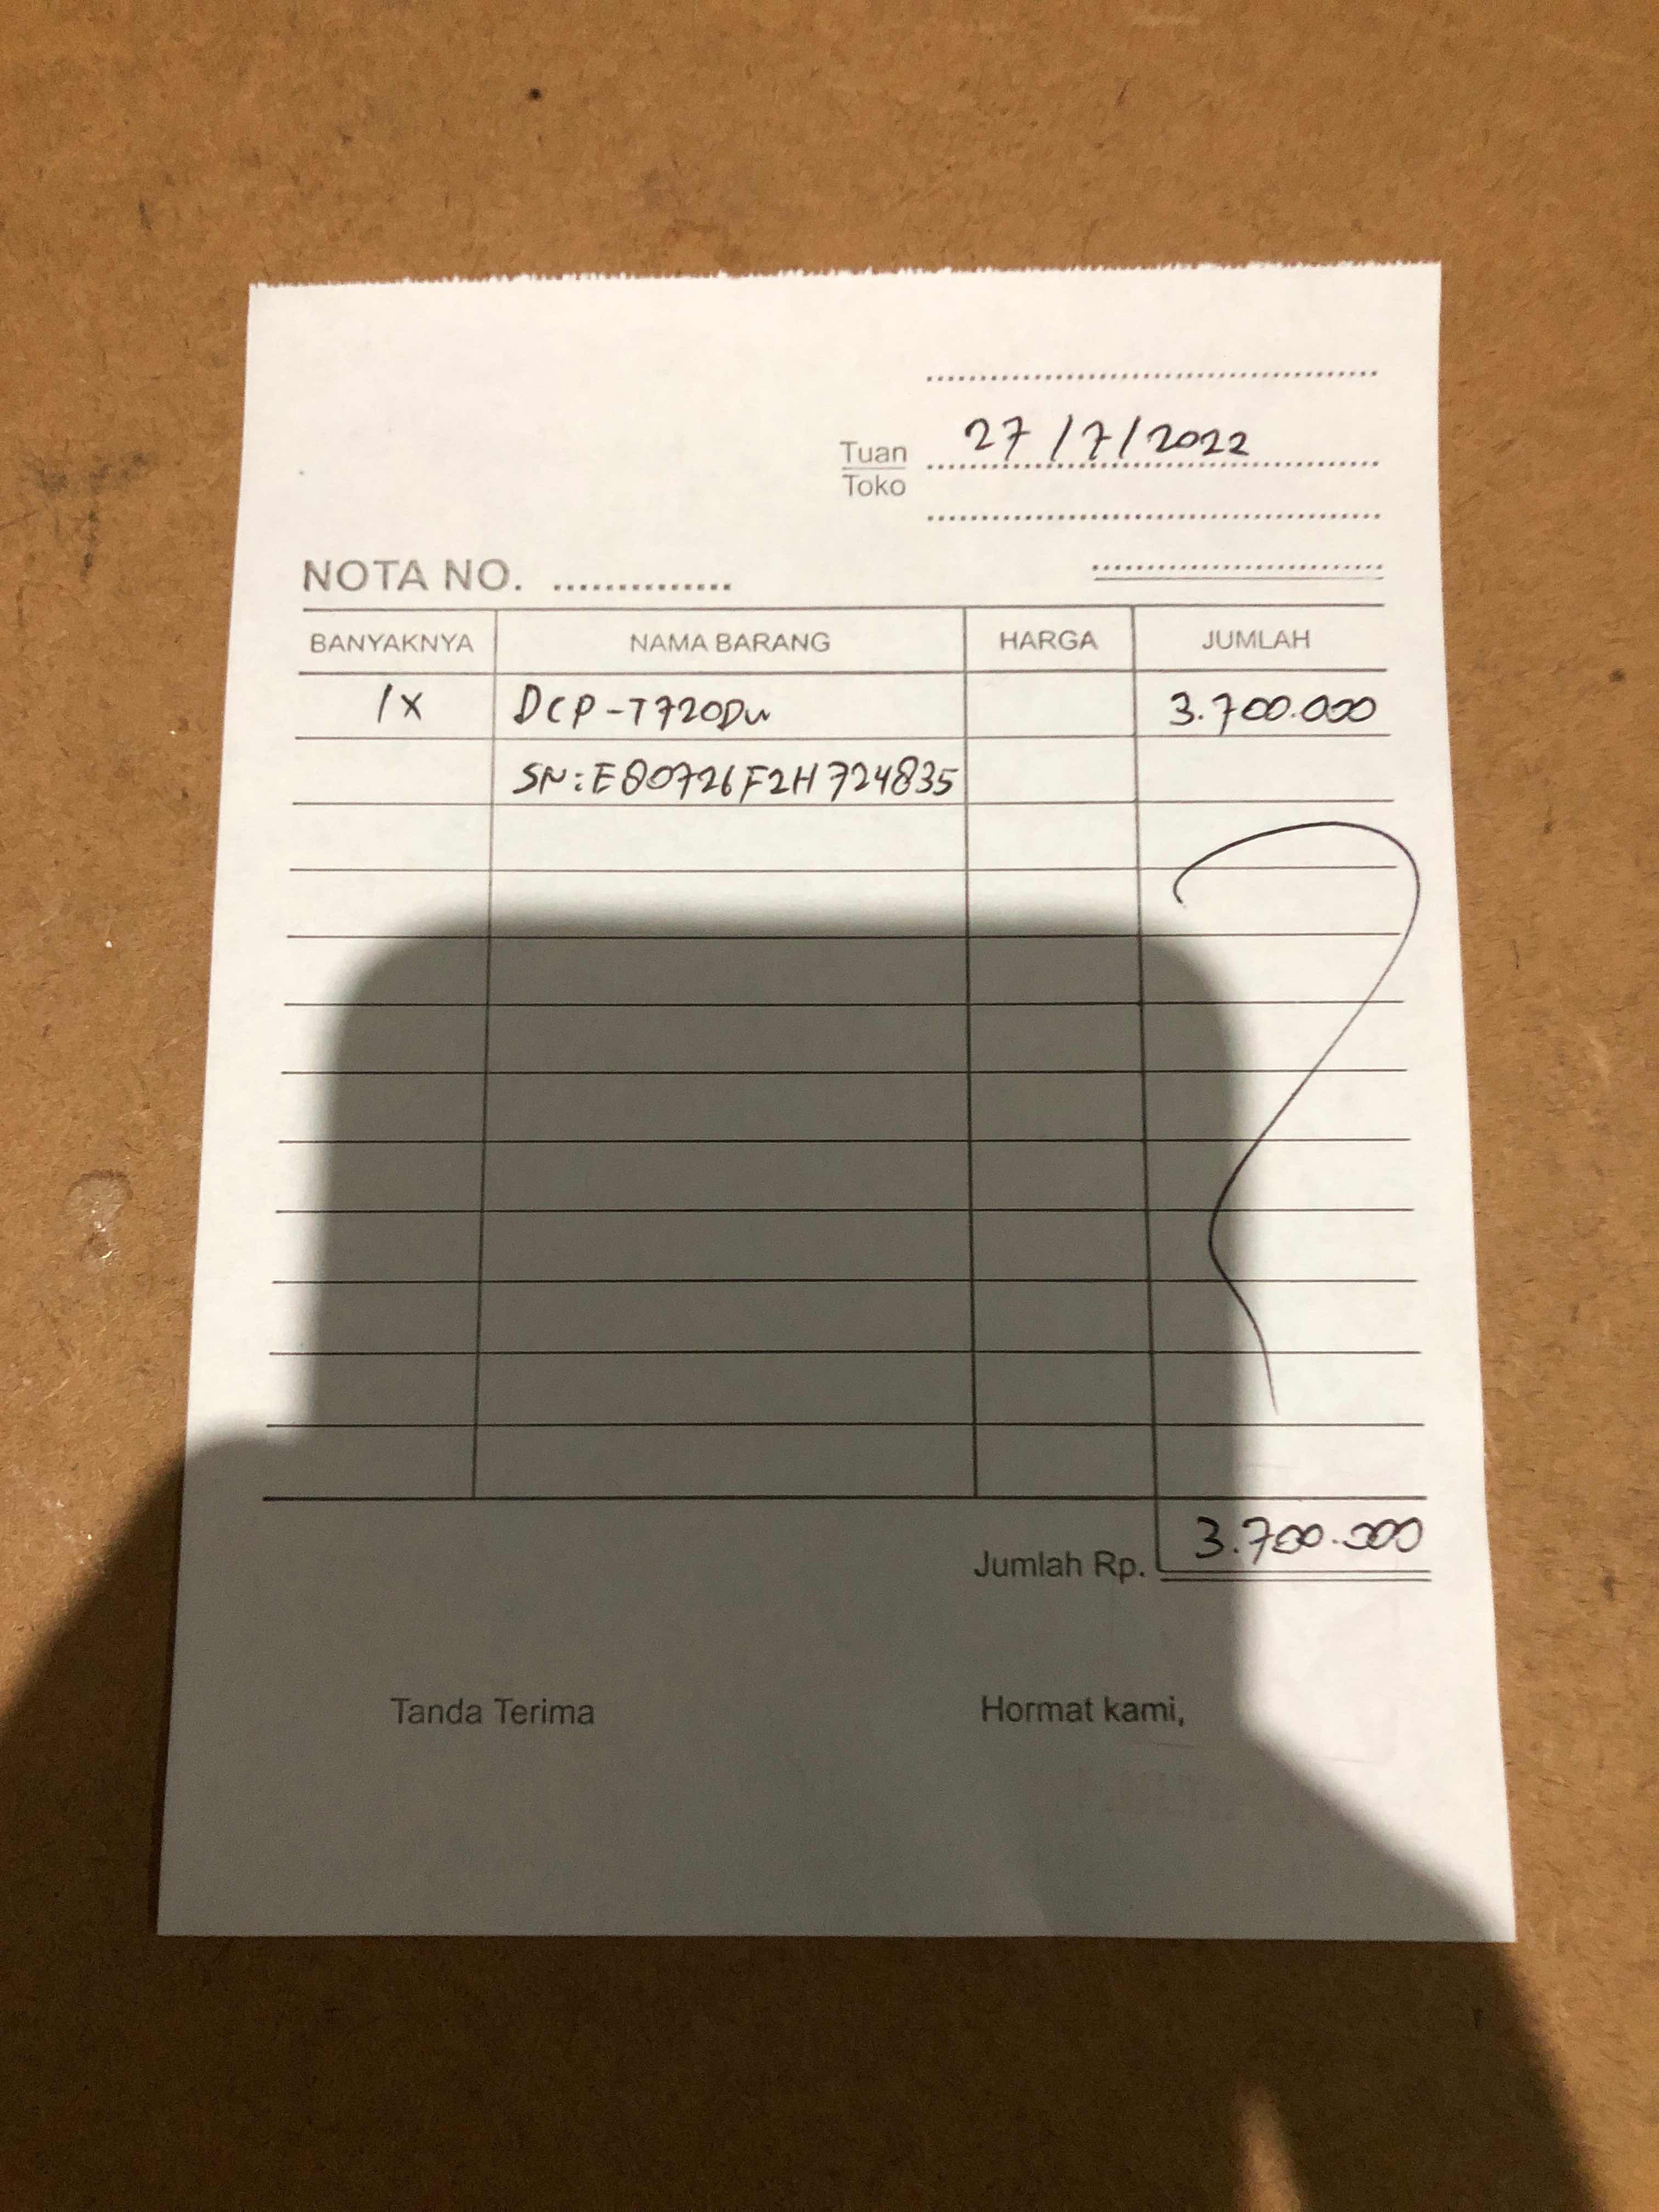 27/7/2022
Tuan
Toko
NOTA NO. ..............
BANYAKNYA NAMA BARANG HARGA JUMLAH
1X DCP-T720DW 3.700.000
SN:E80726F2H724835
Jumlah Rp. 3.700.000
Tanda Terima Hormat kami,